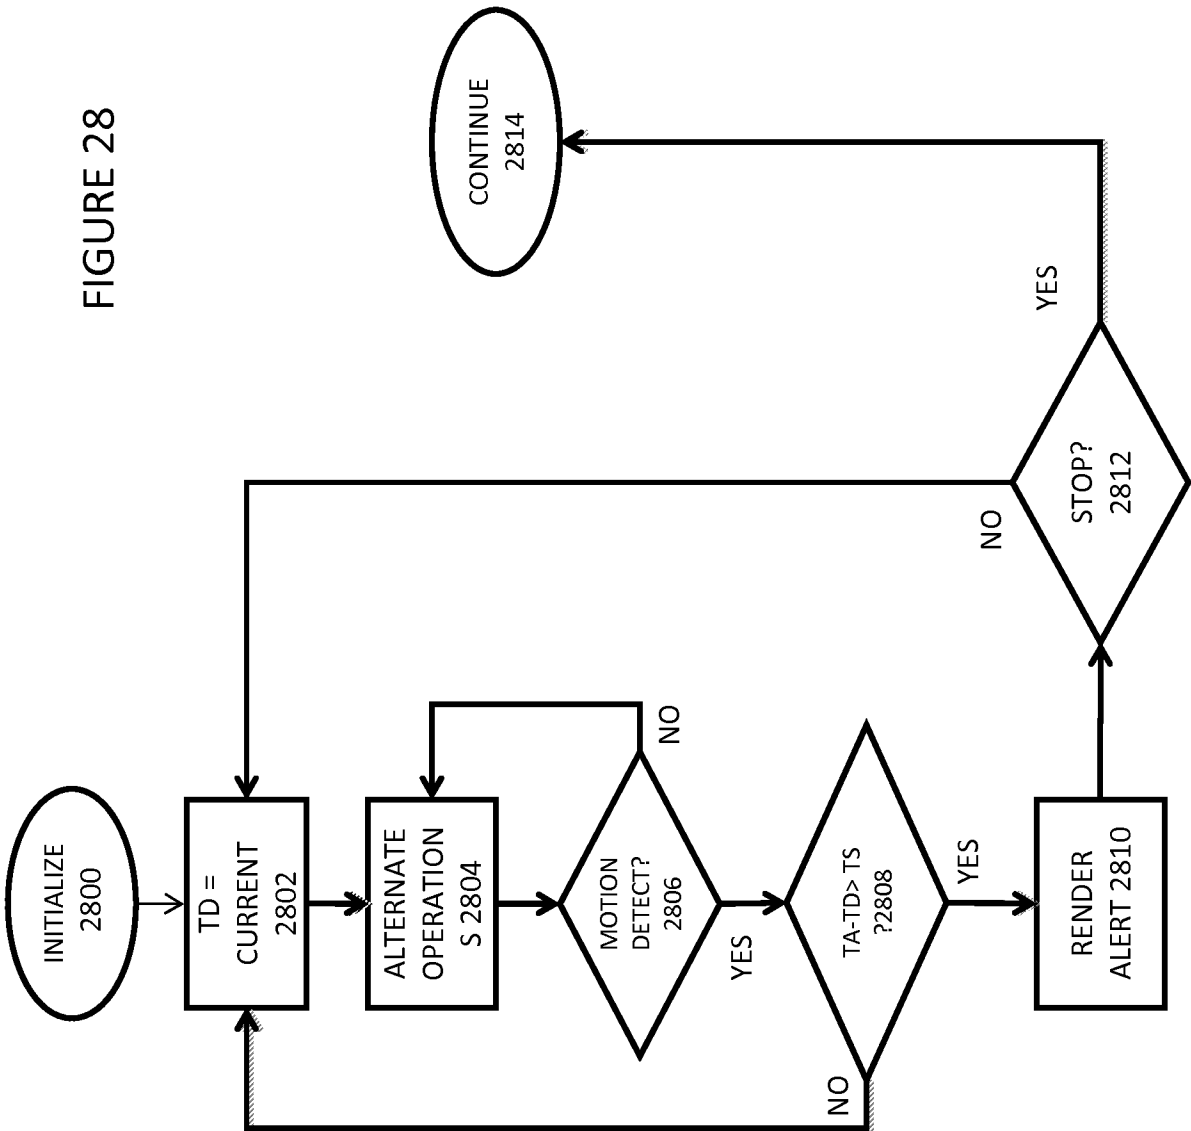 FIGURE 28
INITIALIZE
2800
TD =
CURRENT
2802
ALTERNATE
OPERATION
S 2804
MOTION
DETECT?
2806
NO
YES
TA-TD> TS
?2808
NO
YES
RENDER
ALERT 2810
STOP?
2812
NO
YES
CONTINUE
2814